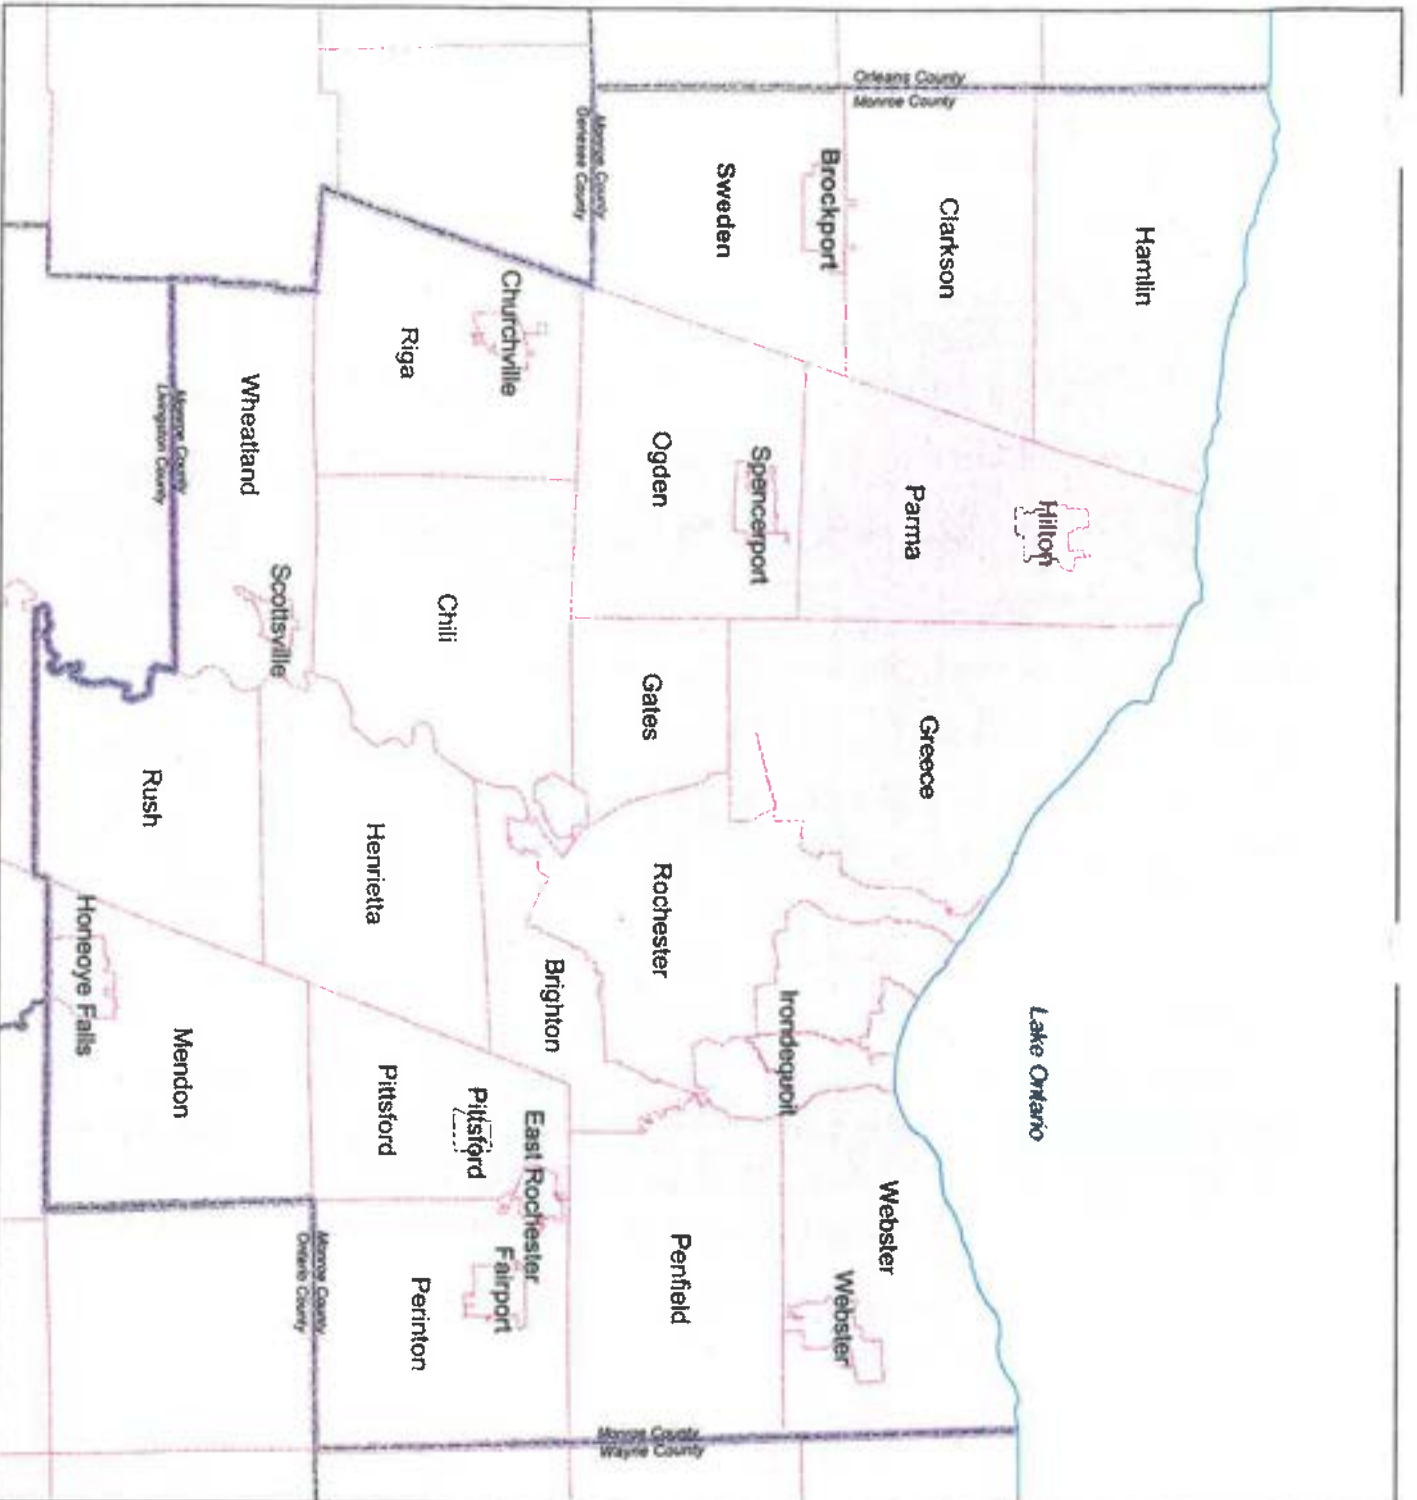 Lake Ontario
Hamlin
Clarkson
Hilton
Parma
Greece
Webster
Webster
Irondequoit
Orleans County
Monroe County
Brockport
Sweden
Spencerport
Ogden
Gates
Rochester
Penfield
Monroe County
Wayne County
Monroe County
Genesee County
Churchville
Riga
Chili
Brighton
East Rochester
Fairport
Pittsford
Pittsford
Perinton
Henrietta
Monroe County
Ontario County
Scottsville
Wheatland
Monroe County
Livingston County
Rush
Mendon
Honeoye Falls